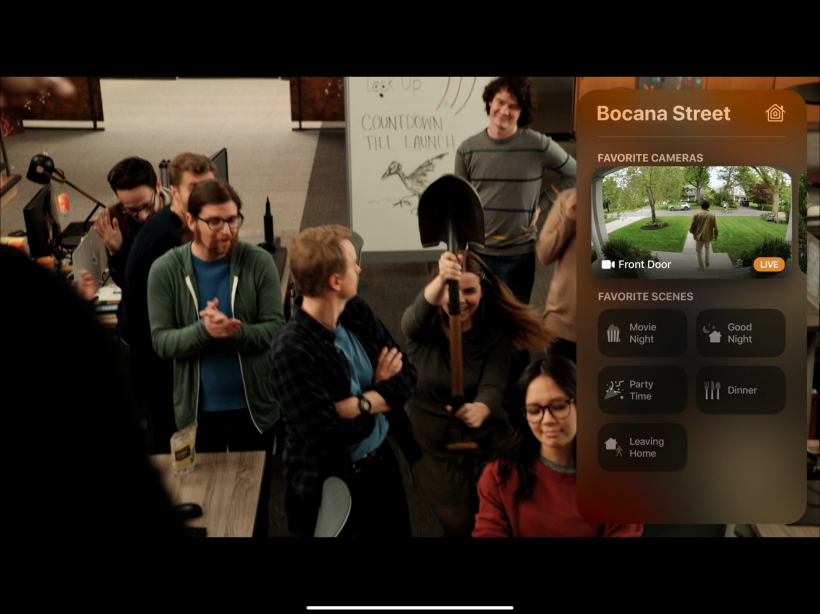 Look Up
COUNTDOWN
TILL LAUNCH
Bocana Street
FAVORITE CAMERAS
Front Door
LIVE
FAVORITE SCENES
Movie
Night
Good
Night
Party
Time
Dinner
Leaving
Home